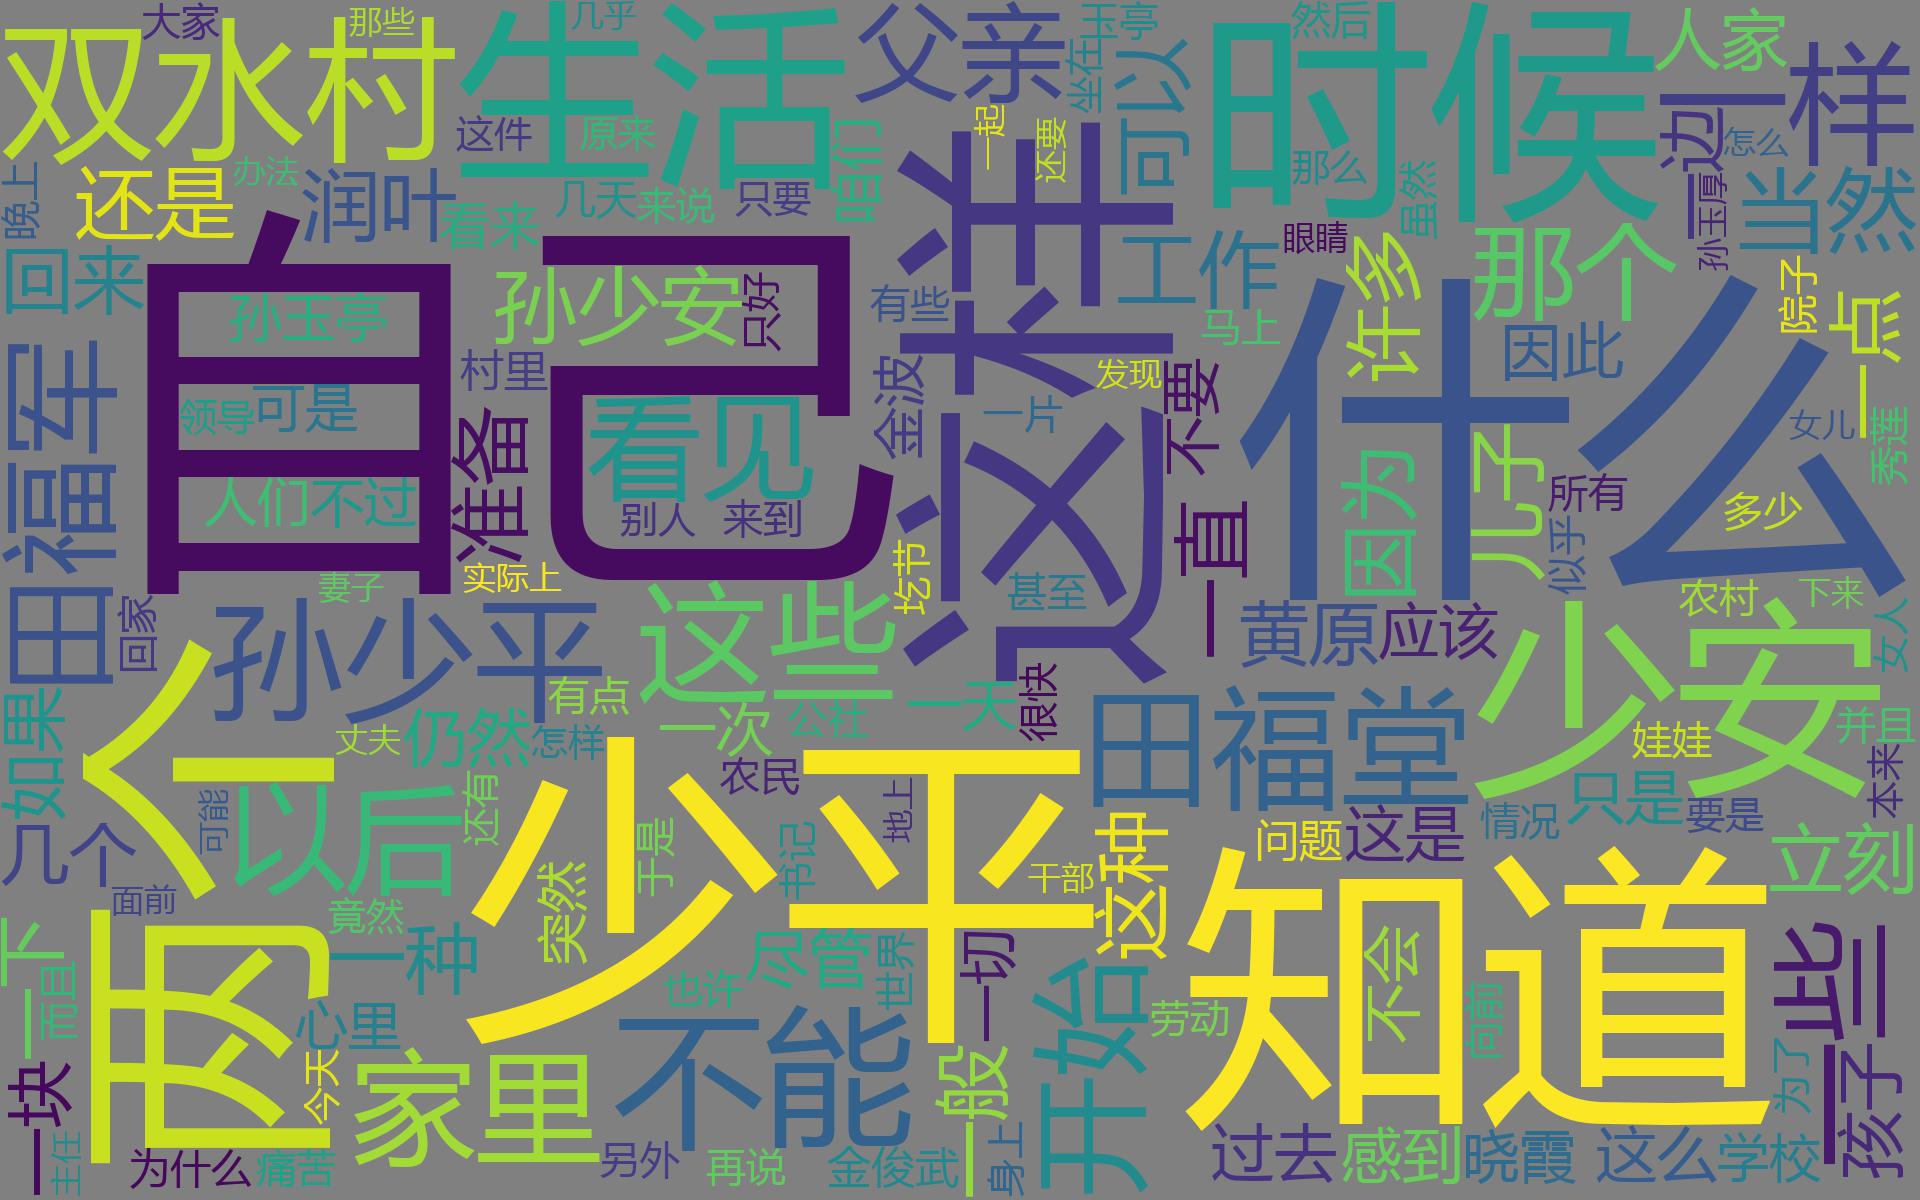 大家
那些
几乎
玉亭
然后
人家
双水村
生活
父亲
坐在
可以
时候
一样
一边
怎么
这件
原来
咱们
一起
还要
那么
虽然
晚上
还是
办法
润叶
看来
几天
来说
只要
这样
工作
眼睛
许多
那个
孙玉厚
当然
回来
自己
孙玉亭
孙少安
只好
有些
马上
什么
因此
院子
一点
田福军
可是
领导
村里
看见
金波
一片
发现
不要
女儿
秀莲
人们
不过
准备
别人
来到
一直
因为
儿子
所有
似乎
多少
妻子
实际上
圪节
甚至
农村
下来
女人
回家
孙少平
这些
黄原
应该
少安
两个
有点
一次
公社
一天
很快
田福堂
娃娃
并且
如果
丈夫
仍然
怎样
农民
少平
本来
几个
可能
以后
还有
于是
书记
地上
干部
这种
问题
这是
情况
只是
要是
立刻
面前
竟然
突然
知道
一下
而且
一种
也许
尽管
世界
一切
开始
劳动
不会
向前
一些
心里
不能
今天
家里
一般
为了
孩子
一块
主任
为什么
痛苦
另外
再说
金俊武
身上
过去
感到
晓霞
这么
学校